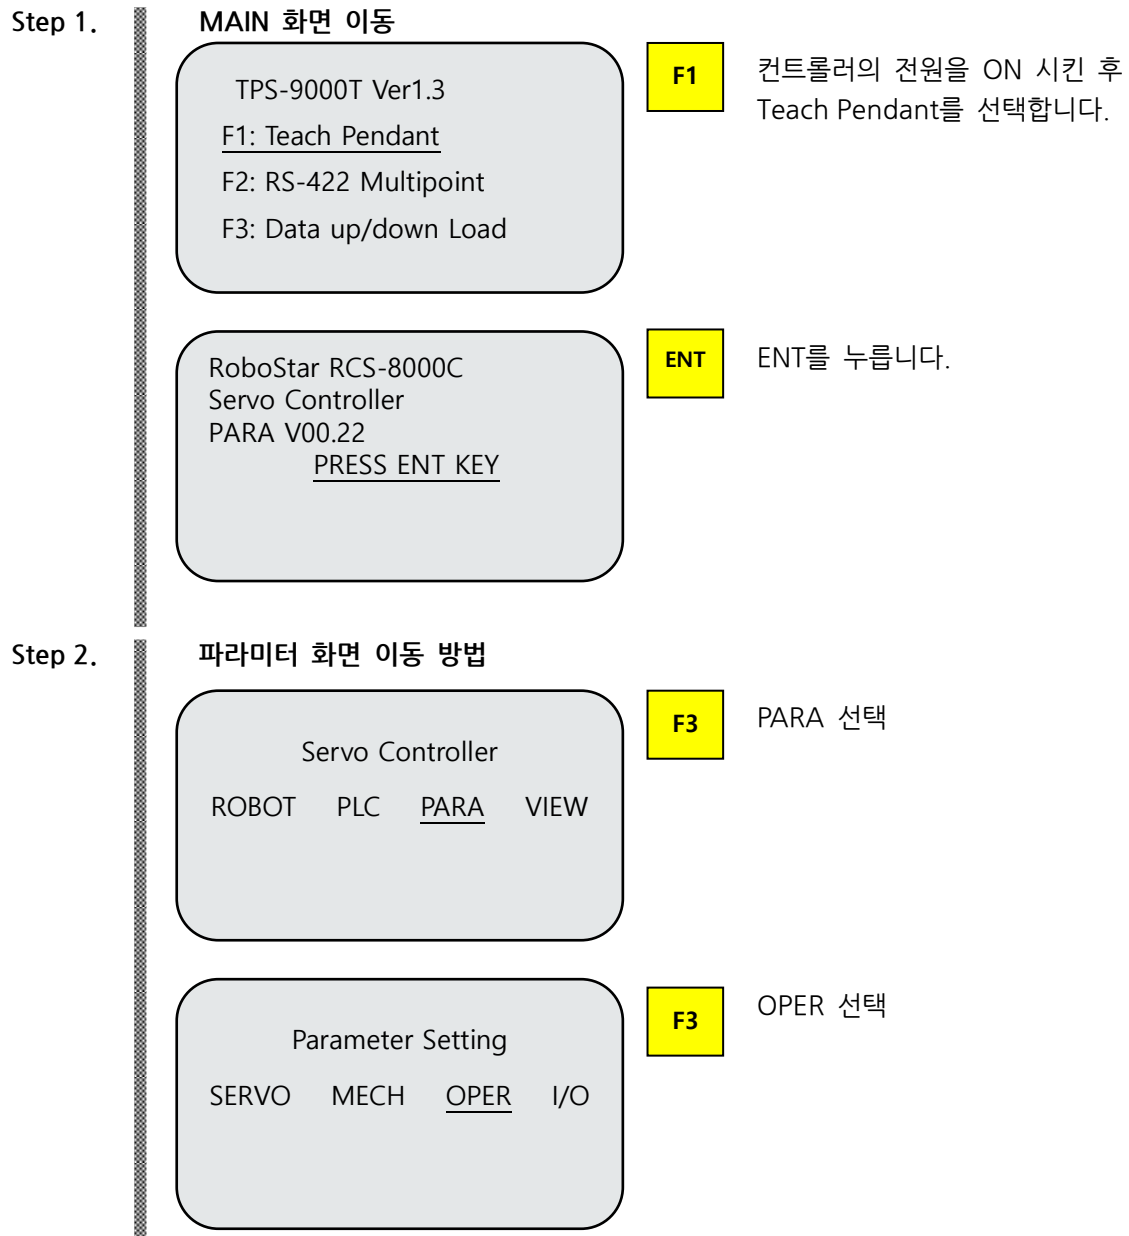 Step 1.
MAIN 화면 이동
TPS-9000T Ver1.3
F1: Teach Pendant
F2: RS-422 Multipoint
F3: Data up/down Load
F1
컨트롤러의 전원을 ON 시킨 후
Teach Pendant를 선택합니다.
RoboStar RCS-8000C
Servo Controller
PARA V00.22
PRESS ENT KEY
ENT
ENT를 누릅니다.
Step 2.
파라미터 화면 이동 방법
Servo Controller
ROBOT PLC PARA VIEW
F3
PARA 선택
Parameter Setting
SERVO MECH OPER I/O
F3
OPER 선택